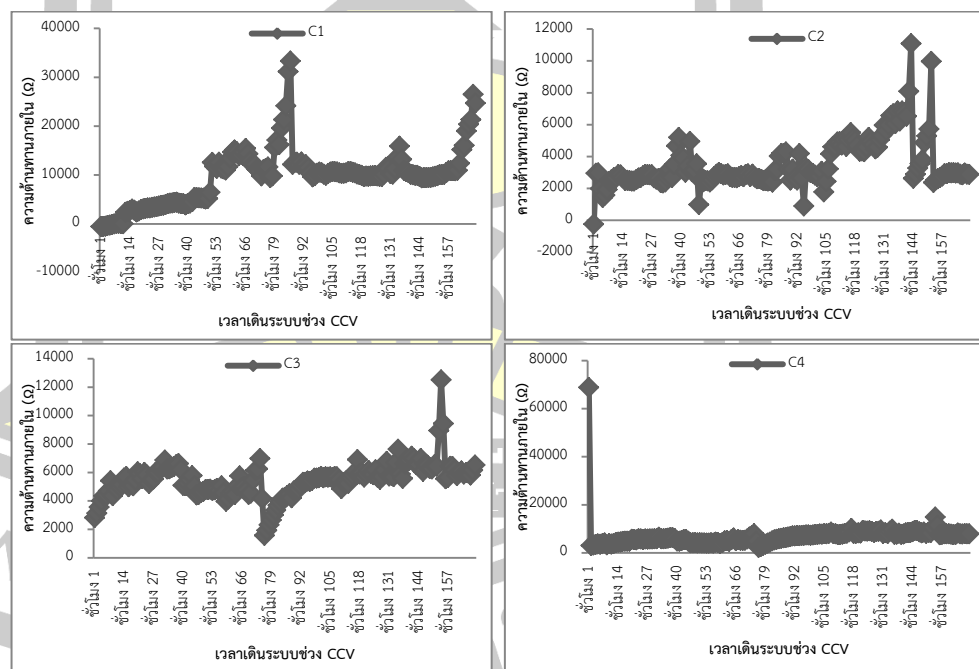 C1
ความต้านทานภายใน (Ω)
40000
30000
20000
10000
0
-10000
ชั่วโมง 1
ชั่วโมง 14
ชั่วโมง 27
ชั่วโมง 40
ชั่วโมง 53
ชั่วโมง 66
ชั่วโมง 79
ชั่วโมง 92
ชั่วโมง 105
ชั่วโมง 118
ชั่วโมง 131
ชั่วโมง 144
ชั่วโมง 157
เวลาเดินระบบช่วง CCV
C2
ความต้านทานภายใน (Ω)
12000
10000
8000
6000
4000
2000
0
-2000
ชั่วโมง 1
ชั่วโมง 14
ชั่วโมง 27
ชั่วโมง 40
ชั่วโมง 53
ชั่วโมง 66
ชั่วโมง 79
ชั่วโมง 92
ชั่วโมง 105
ชั่วโมง 118
ชั่วโมง 131
ชั่วโมง 144
ชั่วโมง 157
เวลาเดินระบบช่วง CCV
C3
ความต้านทานภายใน (Ω)
14000
12000
10000
8000
6000
4000
2000
0
ชั่วโมง 1
ชั่วโมง 14
ชั่วโมง 27
ชั่วโมง 40
ชั่วโมง 53
ชั่วโมง 66
ชั่วโมง 79
ชั่วโมง 92
ชั่วโมง 105
ชั่วโมง 118
ชั่วโมง 131
ชั่วโมง 144
ชั่วโมง 157
เวลาเดินระบบช่วง CCV
C4
ความต้านทานภายใน (Ω)
80000
60000
40000
20000
0
ชั่วโมง 1
ชั่วโมง 14
ชั่วโมง 27
ชั่วโมง 40
ชั่วโมง 53
ชั่วโมง 66
ชั่วโมง 79
ชั่วโมง 92
ชั่วโมง 105
ชั่วโมง 118
ชั่วโมง 131
ชั่วโมง 144
ชั่วโมง 157
เวลาเดินระบบช่วง CCV